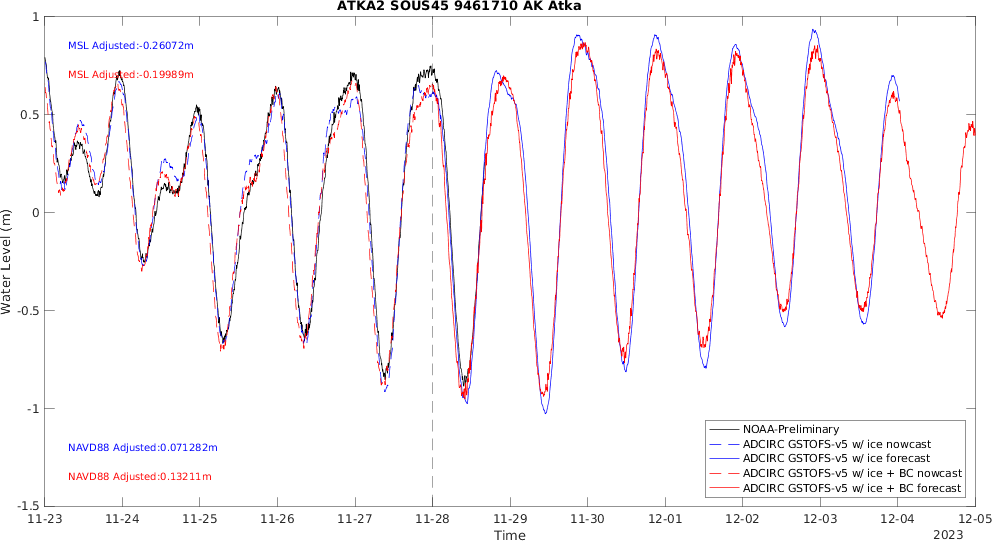 ATKA2 SOUS45 9461710 AK Atka
MSL Adjusted:-0.26072m
MSL Adjusted:-0.19989m
NAVD88 Adjusted:0.071282m
NAVD88 Adjusted:0.13211m
Water Level (m)
1
0.5
0
-0.5
-1
-1.5
NOAA-Preliminary
ADCIRC GSTOFS-v5 w/ ice nowcast
ADCIRC GSTOFS-v5 w/ ice forecast
ADCIRC GSTOFS-v5 w/ ice + BC nowcast
ADCIRC GSTOFS-v5 w/ ice + BC forecast
11-23 11-24 11-25 11-26 11-27 11-28 11-29 11-30 12-01 12-02 12-03 12-04 12-05
Time
2023